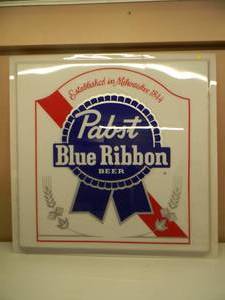 Established in Milwaukee 1844
Pabst
Blue Ribbon
BEER